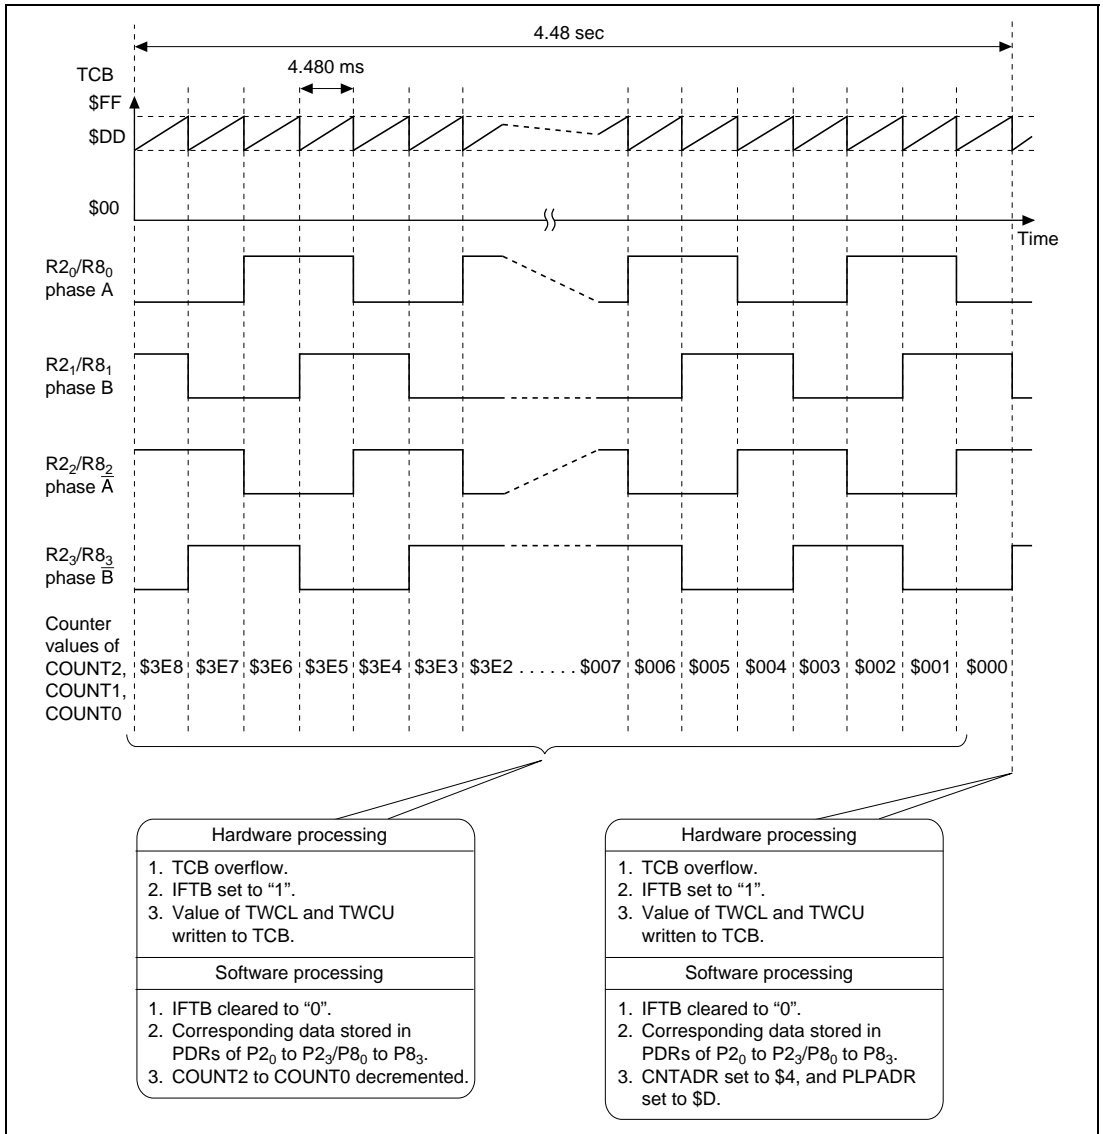 4.48 sec
4.480 ms
TCB
$FF
$DD
$00
Time
R2₀/R8₀
phase A
R2₁/R8₁
phase B
R2₂/R8₂
phase A̅
R2₃/R8₃
phase B̅
Counter
values of
COUNT2,
COUNT1,
COUNT0
$3E8 $3E7 $3E6 $3E5 $3E4 $3E3 $3E2 . . . . . . $007 $006 $005 $004 $003 $002 $001 $000
Hardware processing
1. TCB overflow.
2. IFTB set to “1”.
3. Value of TWCL and TWCU
written to TCB.
Software processing
1. IFTB cleared to “0”.
2. Corresponding data stored in
PDRs of P2₀ to P2₃/P8₀ to P8₃.
3. COUNT2 to COUNT0 decremented.
Hardware processing
1. TCB overflow.
2. IFTB set to “1”.
3. Value of TWCL and TWCU
written to TCB.
Software processing
1. IFTB cleared to “0”.
2. Corresponding data stored in
PDRs of P2₀ to P2₃/P8₀ to P8₃.
3. CNTADR set to $4, and PLPADR
set to $D.